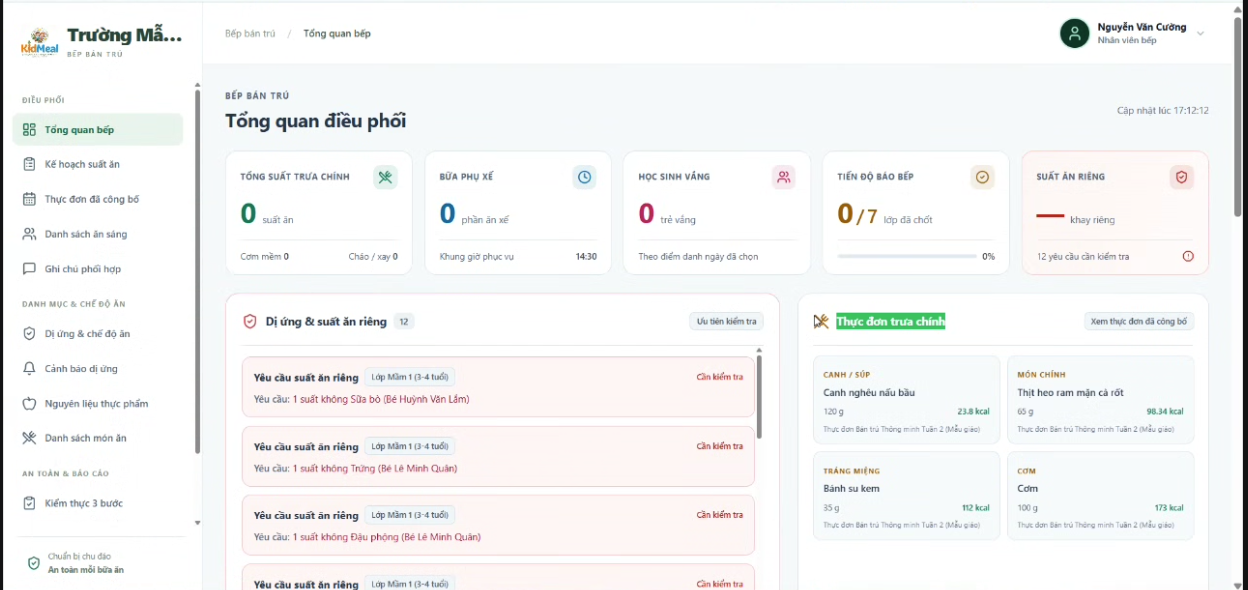 KidMeal
Trường Mẫ...
BẾP BÁN TRÚ
ĐIỀU PHỐI
Tổng quan bếp
Kế hoạch suất ăn
Thực đơn đã công bố
Danh sách ăn sáng
Ghi chú phối hợp
DANH MỤC & CHẾ ĐỘ ĂN
Dị ứng & chế độ ăn
Cảnh báo dị ứng
Nguyên liệu thực phẩm
Danh sách món ăn
AN TOÀN & BÁO CÁO
Kiểm thực 3 bước
Chuẩn bị chu đáo
An toàn mỗi bữa ăn
Bếp bán trú / Tổng quan bếp
Nguyễn Văn Cường
Nhân viên bếp
BẾP BÁN TRÚ
Tổng quan điều phối
Cập nhật lúc 17:12:12
TỔNG SUẤT TRƯA CHÍNH
0 suất ăn
Cơm mềm 0 Cháo / xay 0
BỮA PHỤ XẾ
0 phần ăn xế
Khung giờ phục vụ 14:30
HỌC SINH VẮNG
0 trẻ vắng
Theo điểm danh ngày đã chọn
TIẾN ĐỘ BÁO BẾP
0 / 7 lớp đã chốt
0%
SUẤT ĂN RIÊNG
— khay riêng
12 yêu cầu cần kiểm tra
Dị ứng & suất ăn riêng 12 Ưu tiên kiểm tra
Yêu cầu suất ăn riêng Lớp Mầm 1 (3-4 tuổi) Cần kiểm tra
Yêu cầu: 1 suất không Sữa bò (Bé Huỳnh Văn Lắm)
Yêu cầu suất ăn riêng Lớp Mầm 1 (3-4 tuổi) Cần kiểm tra
Yêu cầu: 1 suất không Trứng (Bé Lê Minh Quân)
Yêu cầu suất ăn riêng Lớp Mầm 1 (3-4 tuổi) Cần kiểm tra
Yêu cầu: 1 suất không Đậu phộng (Bé Lê Minh Quân)
Yêu cầu suất ăn riêng Lớp Mầm 1 (3-4 tuổi) Cần kiểm tra
Thực đơn trưa chính Xem thực đơn đã công bố
CANH / SÚP
Canh nghêu nấu bầu
120 g 23.8 kcal
Thực đơn Bán trú Thông minh Tuần 2 (Mẫu giáo)
MÓN CHÍNH
Thịt heo ram mặn cà rốt
65 g 98.34 kcal
Thực đơn Bán trú Thông minh Tuần 2 (Mẫu giáo)
TRÁNG MIỆNG
Bánh su kem
35 g 112 kcal
Thực đơn Bán trú Thông minh Tuần 2 (Mẫu giáo)
CƠM
Cơm
100 g 173 kcal
Thực đơn Bán trú Thông minh Tuần 2 (Mẫu giáo)